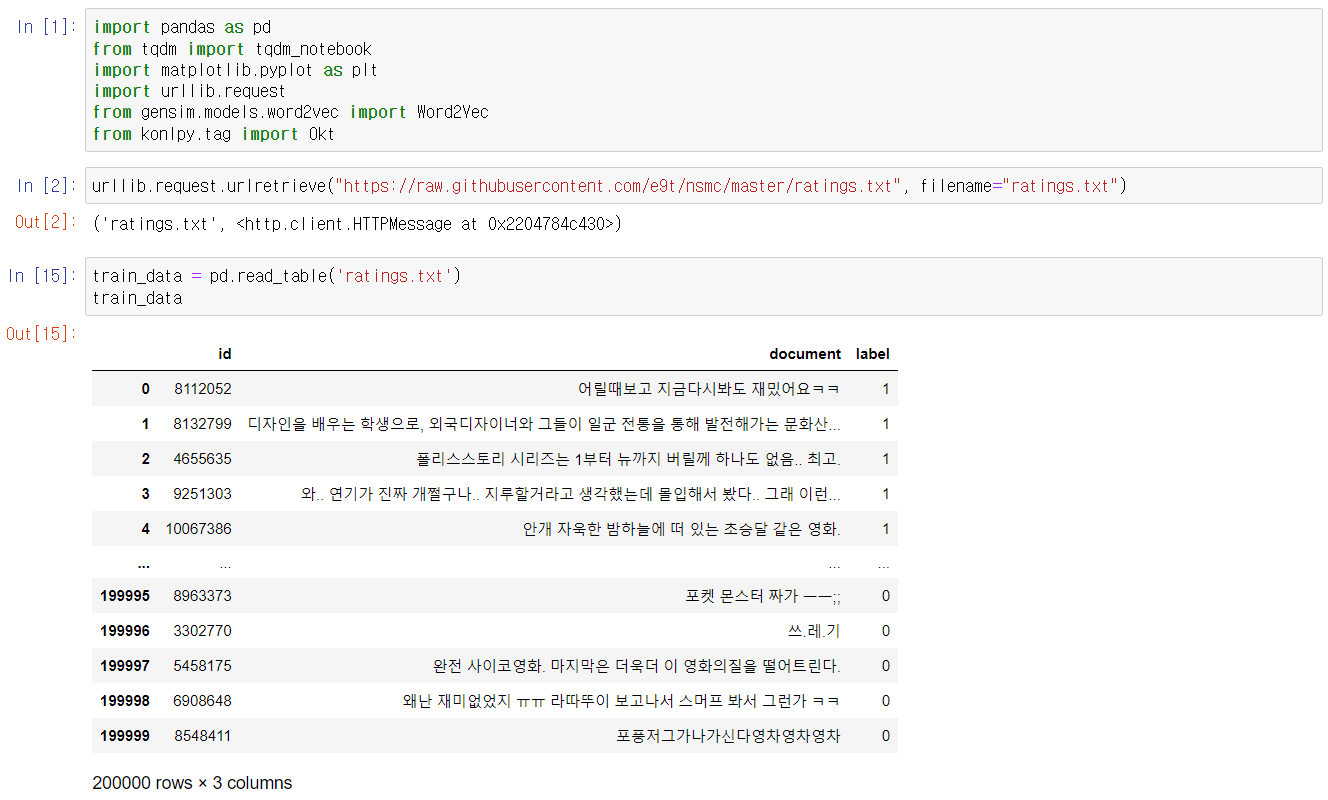 In [1]: import pandas as pd
from tqdm import tqdm_notebook
import matplotlib.pyplot as plt
import urllib.request
from gensim.models.word2vec import Word2Vec
from konlpy.tag import Okt
In [2]: urllib.request.urlretrieve("https://raw.githubusercontent.com/e9t/nsmc/master/ratings.txt", filename="ratings.txt")
Out[2]: ('ratings.txt', <http.client.HTTPMessage at 0x2204784c430>)
In [15]: train_data = pd.read_table('ratings.txt')
train_data
Out[15]:
id document label
0 8112052 어릴때보고 지금다시봐도 재밌어요ㅋㅋ 1
1 8132799 디자인을 배우는 학생으로, 외국디자이너와 그들이 일군 전통을 통해 발전해가는 문화산... 1
2 4655635 폴리스스토리 시리즈는 1부터 뉴까지 버릴께 하나도 없음.. 최고. 1
3 9251303 와.. 연기가 진짜 개쩔구나.. 지루할거라고 생각했는데 몰입해서 봤다.. 그래 이런... 1
4 10067386 안개 자욱한 밤하늘에 떠 있는 초승달 같은 영화. 1
... ... ... ...
199995 8963373 포켓 몬스터 짜가 ㅡㅡ;; 0
199996 3302770 쓰.레.기 0
199997 5458175 완전 사이코영화. 마지막은 더욱더 이 영화의질을 떨어트린다. 0
199998 6908648 왜난 재미없었지 ㅠㅠ 라따뚜이 보고나서 스머프 봐서 그런가 ㅋㅋ 0
199999 8548411 포풍저그가나가신다영차영차영차 0
200000 rows × 3 columns